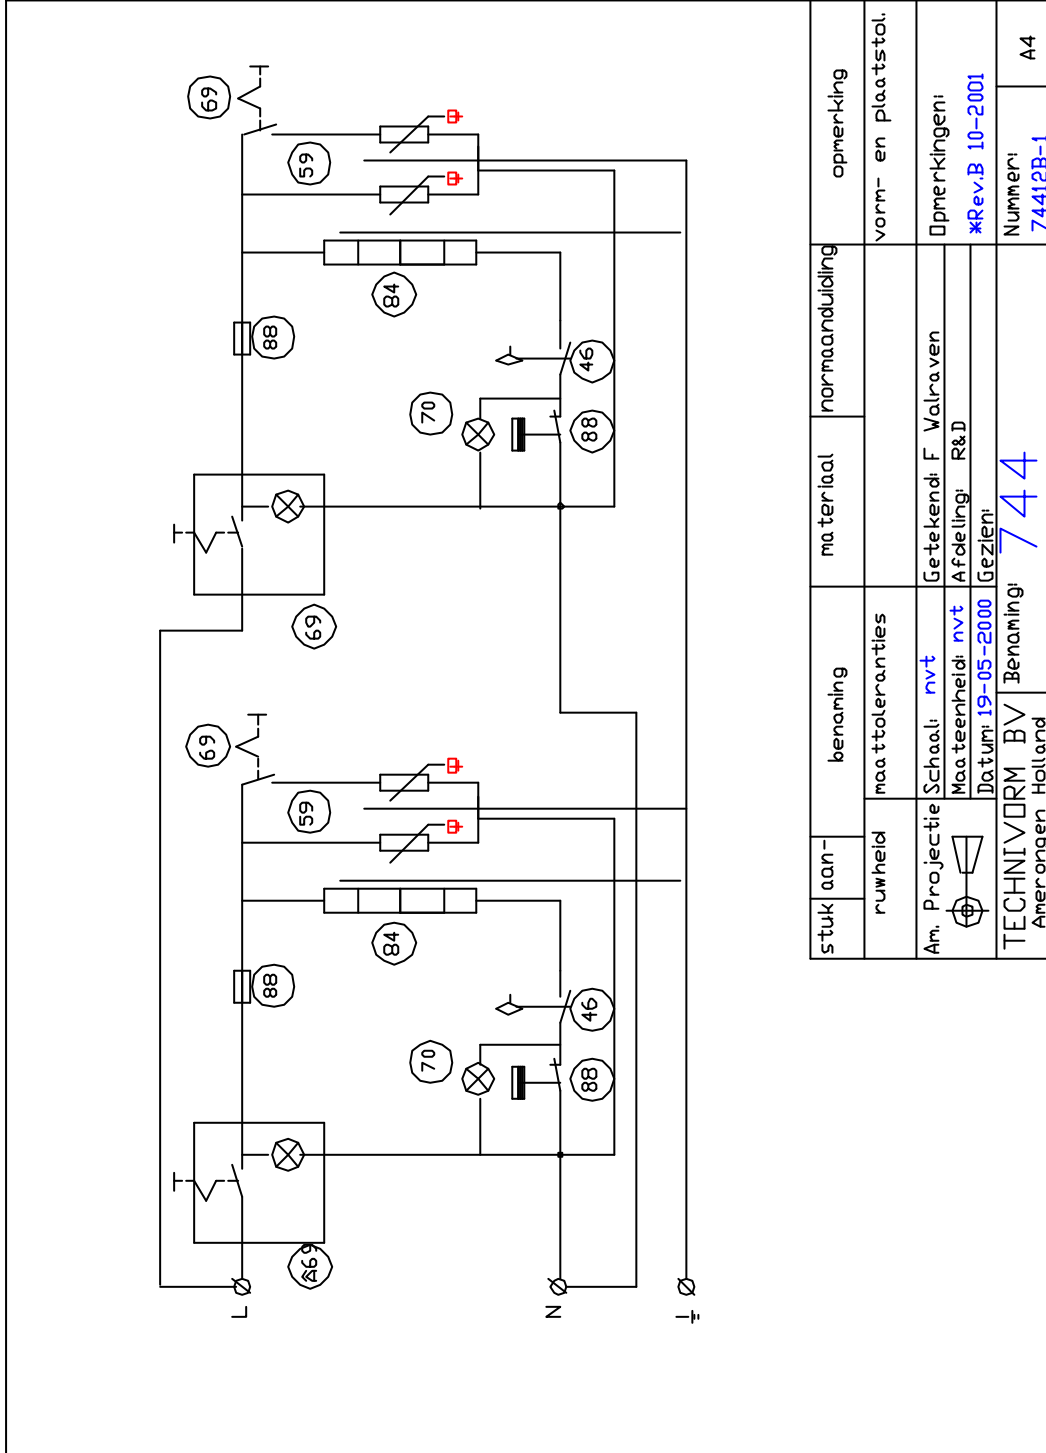 69
59
84
88
46
70
88
69
69
59
84
88
46
70
88
69
L
N
stuk
aan-
benaming
materiaal
normaanduiding
opmerking
ruwheid
maattoleranties
vorm- en plaatstol.
Am. Projectie
Schaal: nvt
Getekend: F Walraven
Opmerkingen:
Maateenheid: nvt
Afdeling: R&D
*Rev.B 10-2001
Datum: 19-05-2000
Gezien:
TECHNIVORM BV
Amerongen Holland
Benaming:
744
Nummer:
74412B-1
A4